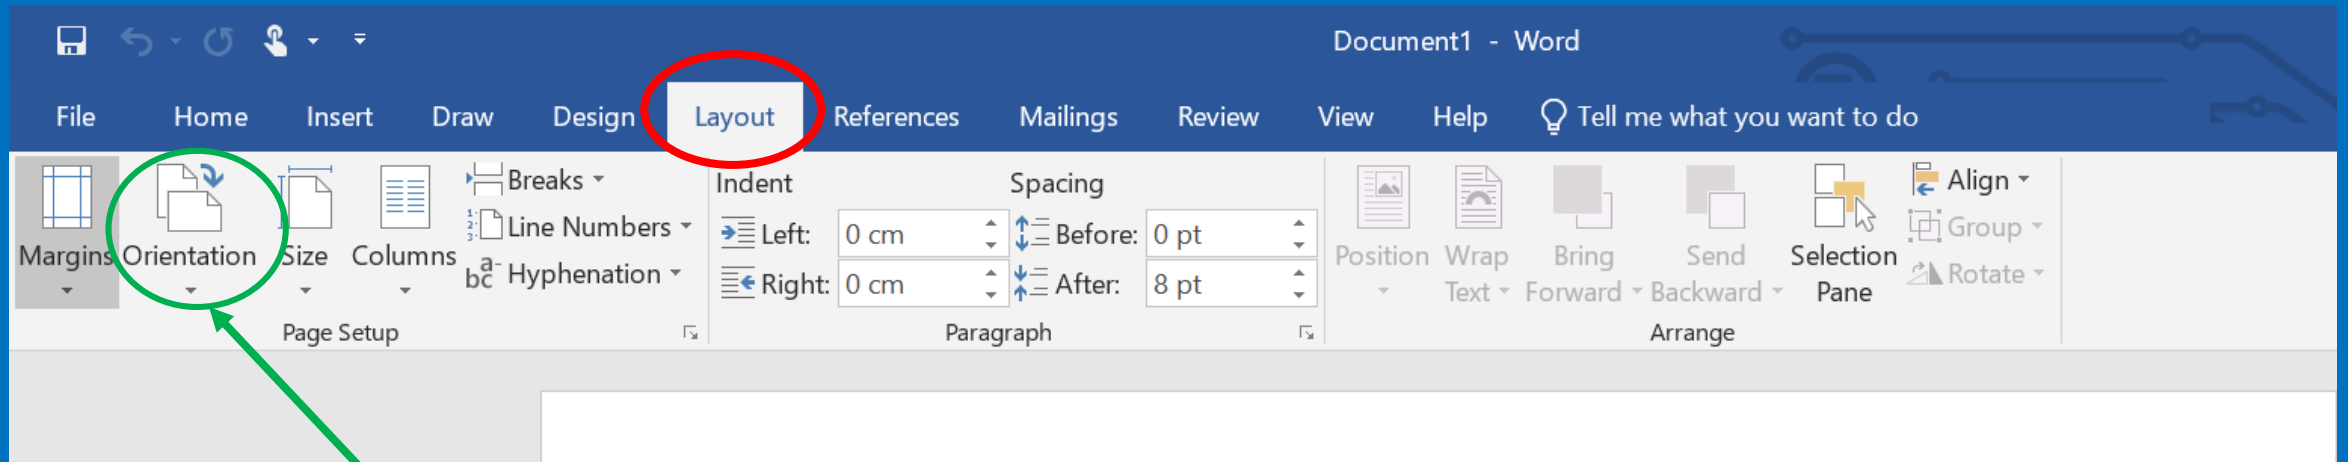 Document1 - Word
File Home Insert Draw Design Layout References Mailings Review View Help Tell me what you want to do
Margins
Orientation
Size
Columns
Breaks
Line Numbers
Hyphenation
Page Setup
Indent
Left: 0 cm
Right: 0 cm
Spacing
Before: 0 pt
After: 8 pt
Paragraph
Position
Wrap
Text
Bring
Forward
Send
Backward
Selection
Pane
Align
Group
Rotate
Arrange